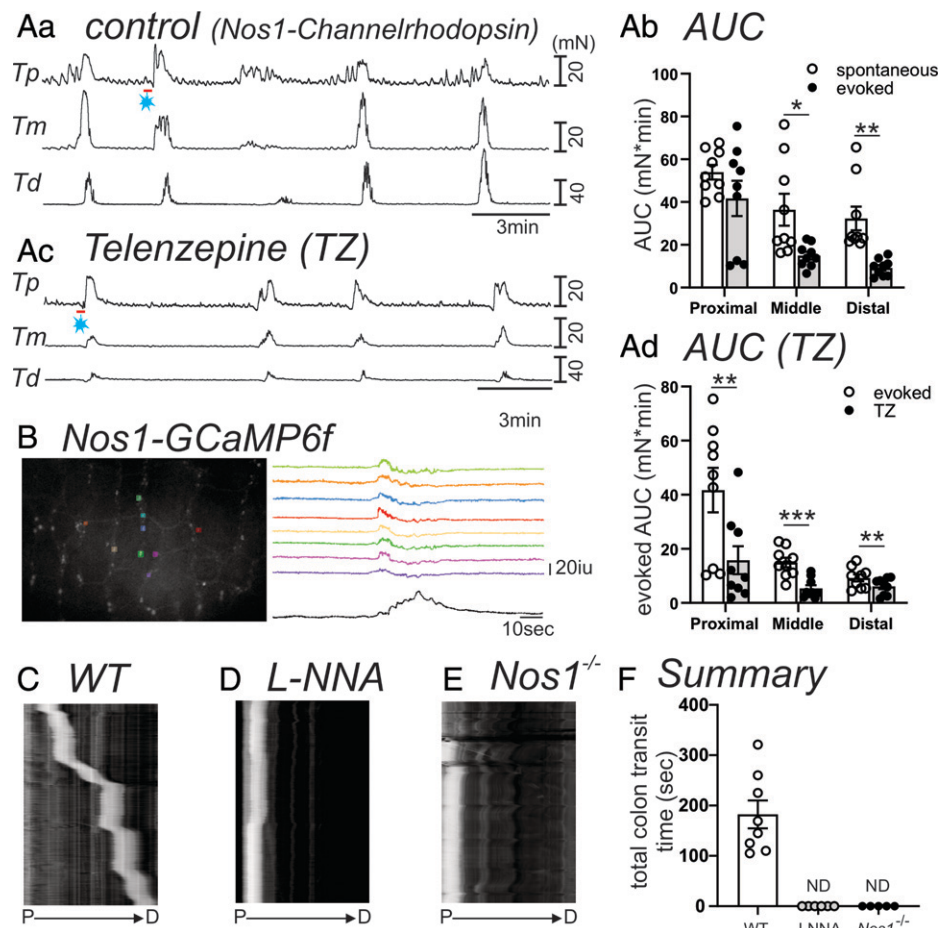 Aa control (Nos1-Channelrhodopsin)
(mN)
Tp
20
Tm
20
Td
40
3min
Ab AUC
spontaneous
evoked
AUC (mN*min)
100
80
60
40
20
0
*
**
Proximal Middle Distal
Ac Telenzepine (TZ)
Tp
20
Tm
20
Td
40
3min
Ad AUC (TZ)
evoked
TZ
evoked AUC (mN*min)
80
60
40
20
0
**
***
**
Proximal Middle Distal
B Nos1-GCaMP6f
20iu
10sec
C WT
P D
D L-NNA
P D
E Nos1-/-
P D
F Summary
total colon transit
time (sec)
400
300
200
100
0
ND
ND
WT LNNA Nos1-/-